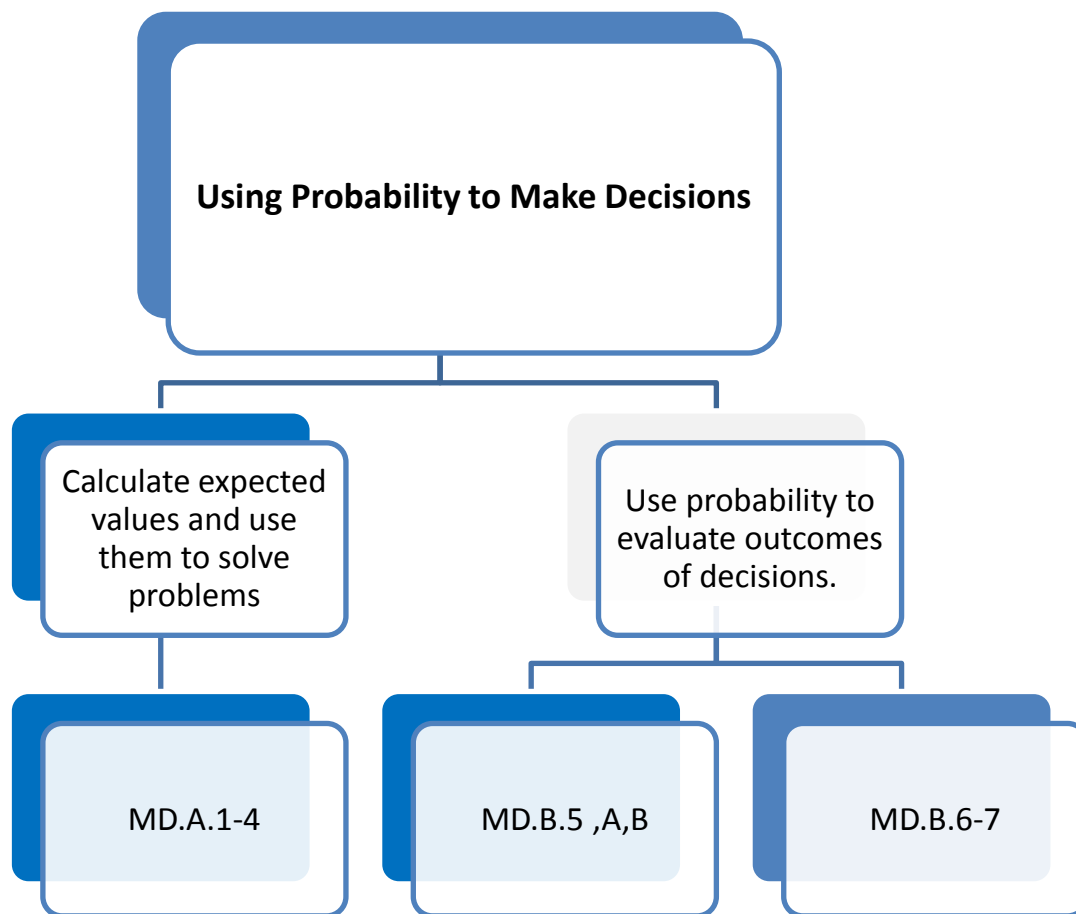 Using Probability to Make Decisions
Calculate expected
values and use
them to solve
problems
Use probability to
evaluate outcomes
of decisions.
MD.A.1-4
MD.B.5 ,A,B
MD.B.6-7